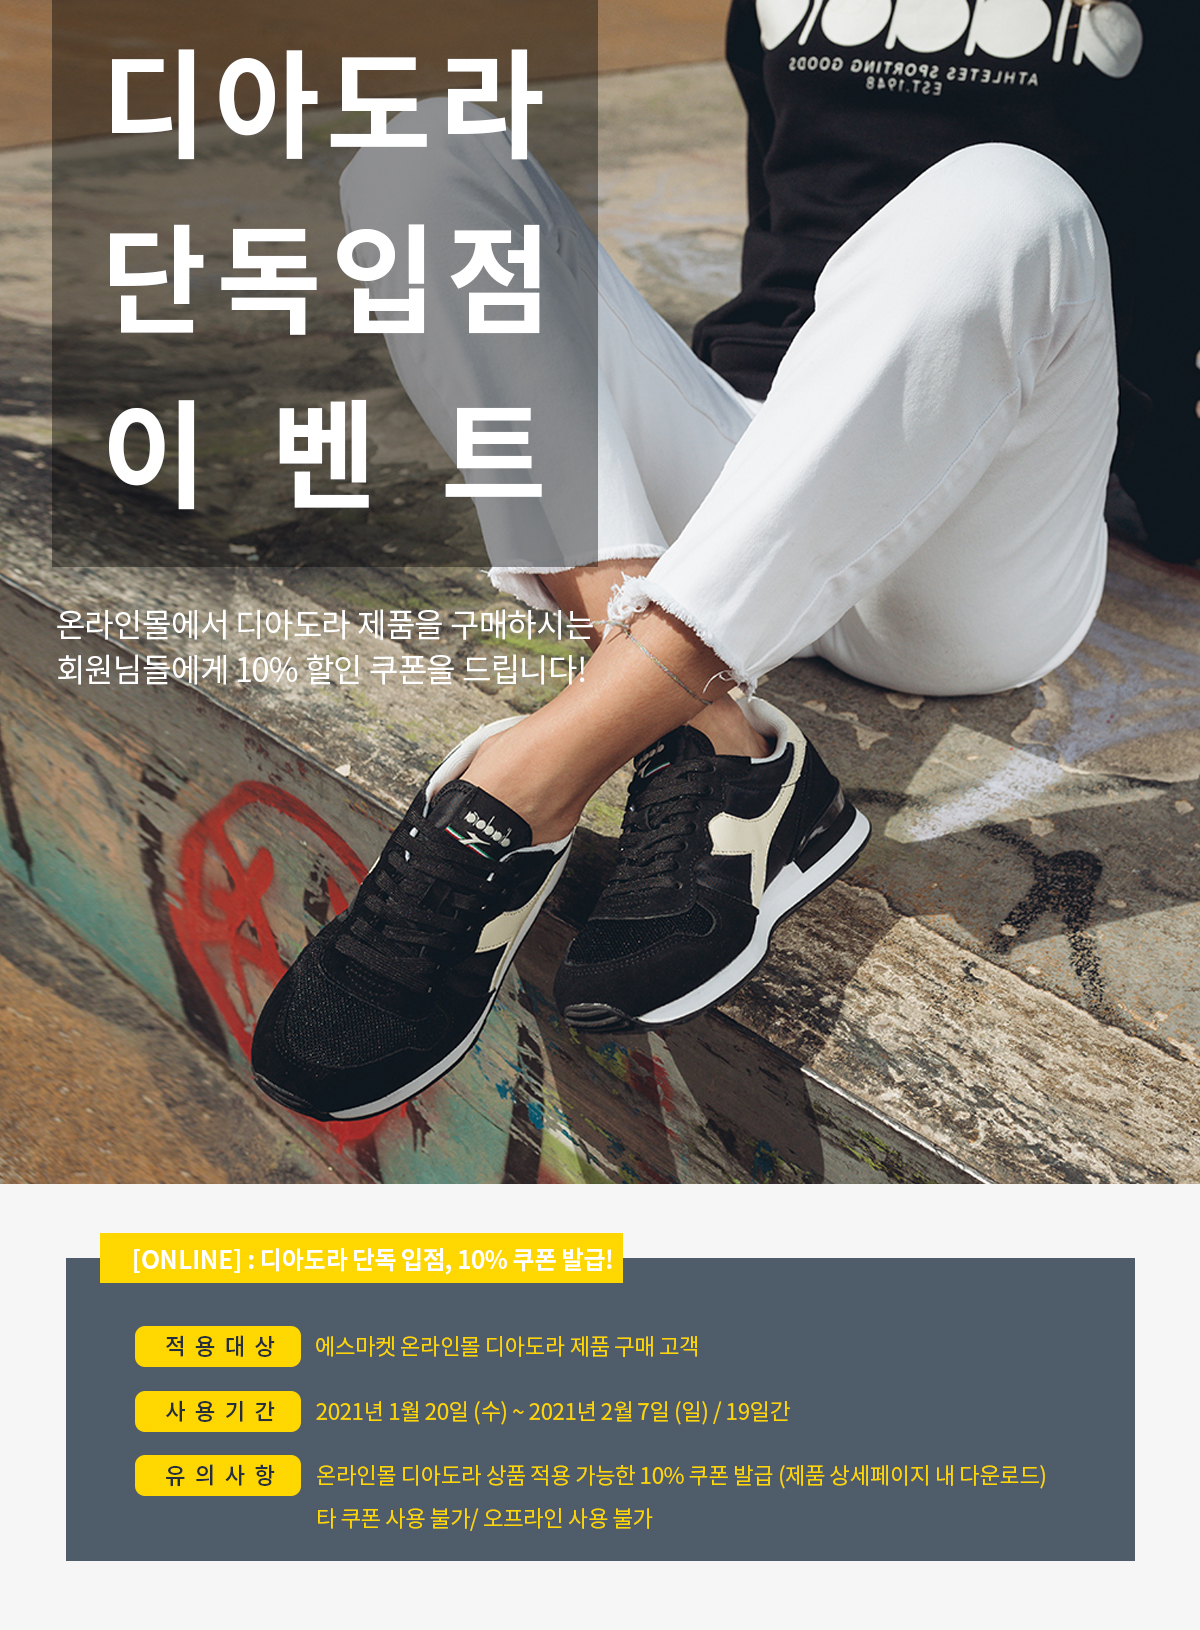 디아도라
단독입점
이벤트
온라인몰에서 디아도라 제품을 구매하시는
회원님들에게 10% 할인 쿠폰을 드립니다!
ATHLETES SPORTING GOODS
EST.1948
[ONLINE] : 디아도라 단독 입점, 10% 쿠폰 발급!
적용대상 에스마켓 온라인몰 디아도라 제품 구매 고객
사용기간 2021년 1월 20일 (수) ~ 2021년 2월 7일 (일) / 19일간
유의사항 온라인몰 디아도라 상품 적용 가능한 10% 쿠폰 발급 (제품 상세페이지 내 다운로드)
타 쿠폰 사용 불가/ 오프라인 사용 불가